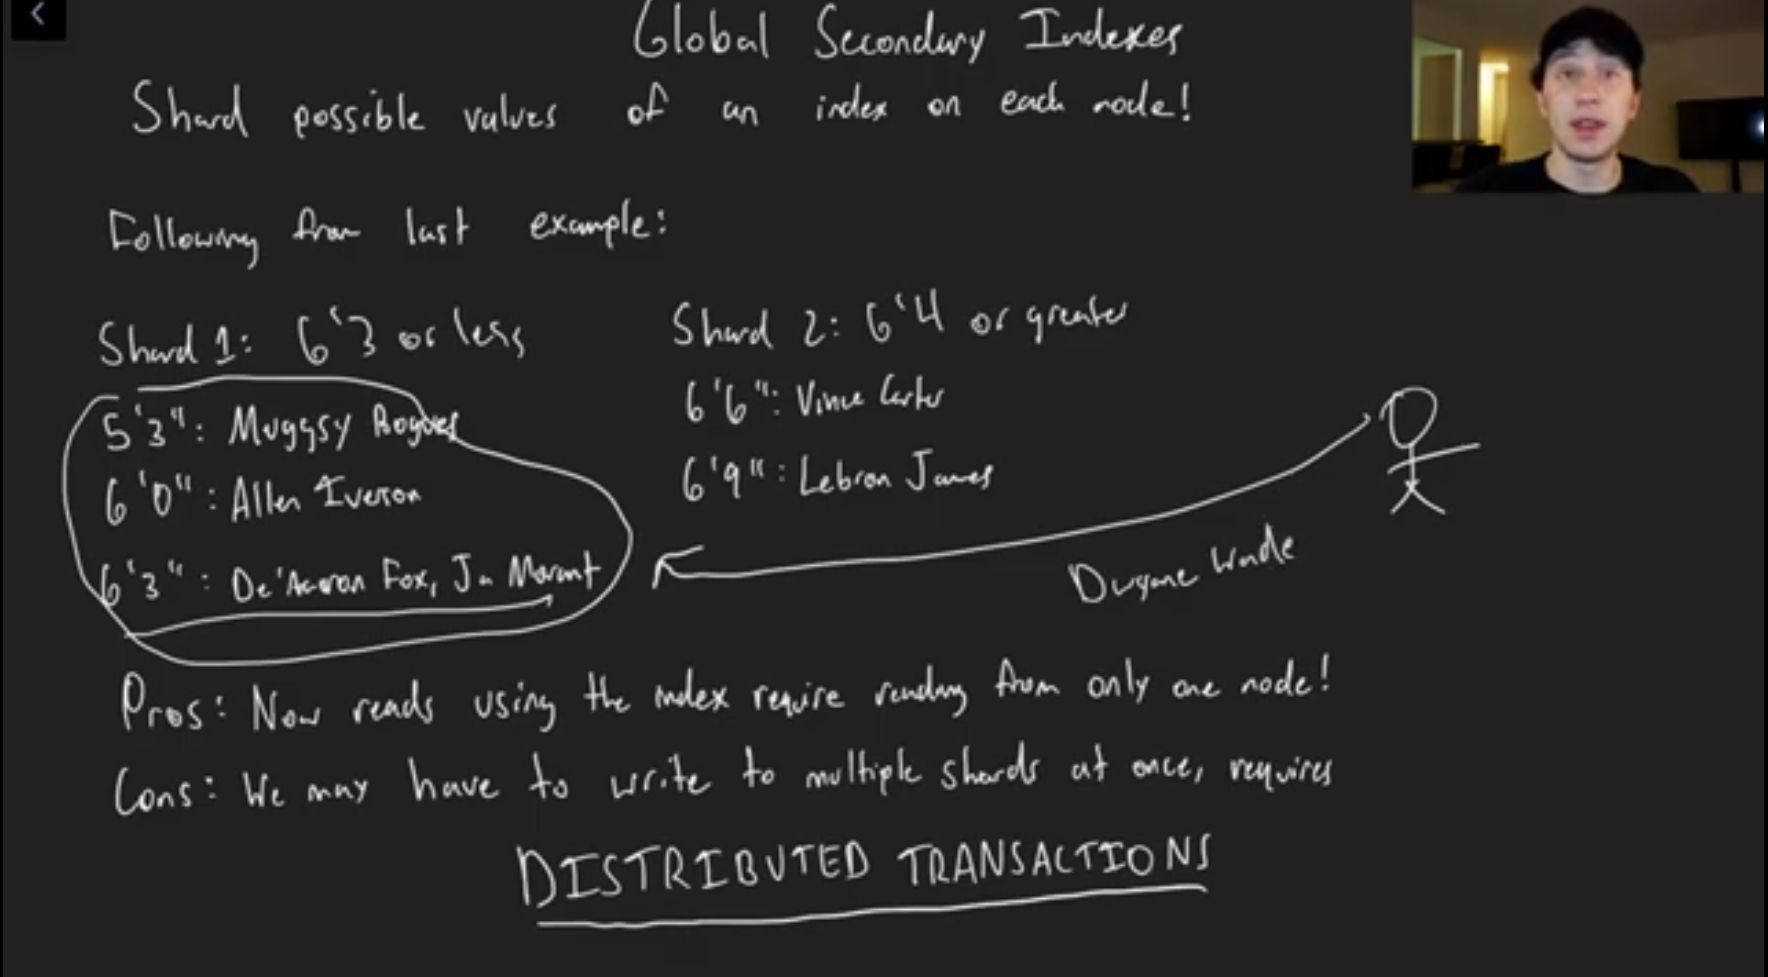 Global Secondary Indexes
Shard possible values of an index on each node!
Following from last example:
Shard 1: 6'3 or less
5'3": Muggsy Bogues
6'0": Allen Iverson
6'3": De'Aaron Fox, Ja Morant
Shard 2: 6'4 or greater
6'6": Vince Carter
6'9": Lebron James
Dwyane Wade
Pros: Now reads using the index require reading from only one node!
Cons: We may have to write to multiple shards at once, requires
DISTRIBUTED TRANSACTIONS